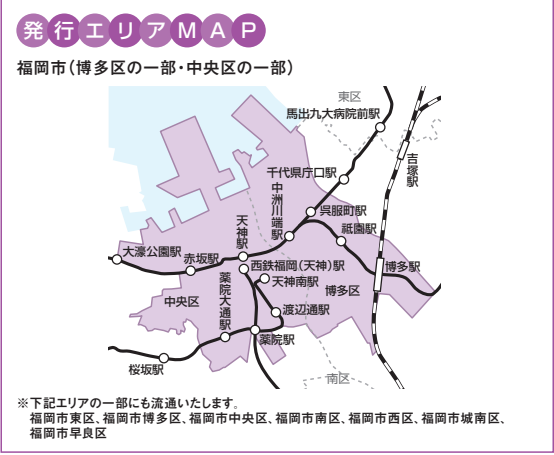 発行エリアMAP
福岡市(博多区の一部・中央区の一部)
東区
馬出九大病院前駅
吉塚駅
千代県庁口駅
中洲川端駅
呉服町駅
祇園駅
天神駅
大濠公園駅
赤坂駅
西鉄福岡(天神)駅
博多駅
天神南駅
薬院大通駅
博多区
中央区
渡辺通駅
薬院駅
桜坂駅
南区
※下記エリアの一部にも流通いたします。
福岡市東区、福岡市博多区、福岡市中央区、福岡市南区、福岡市西区、福岡市城南区、
福岡市早良区